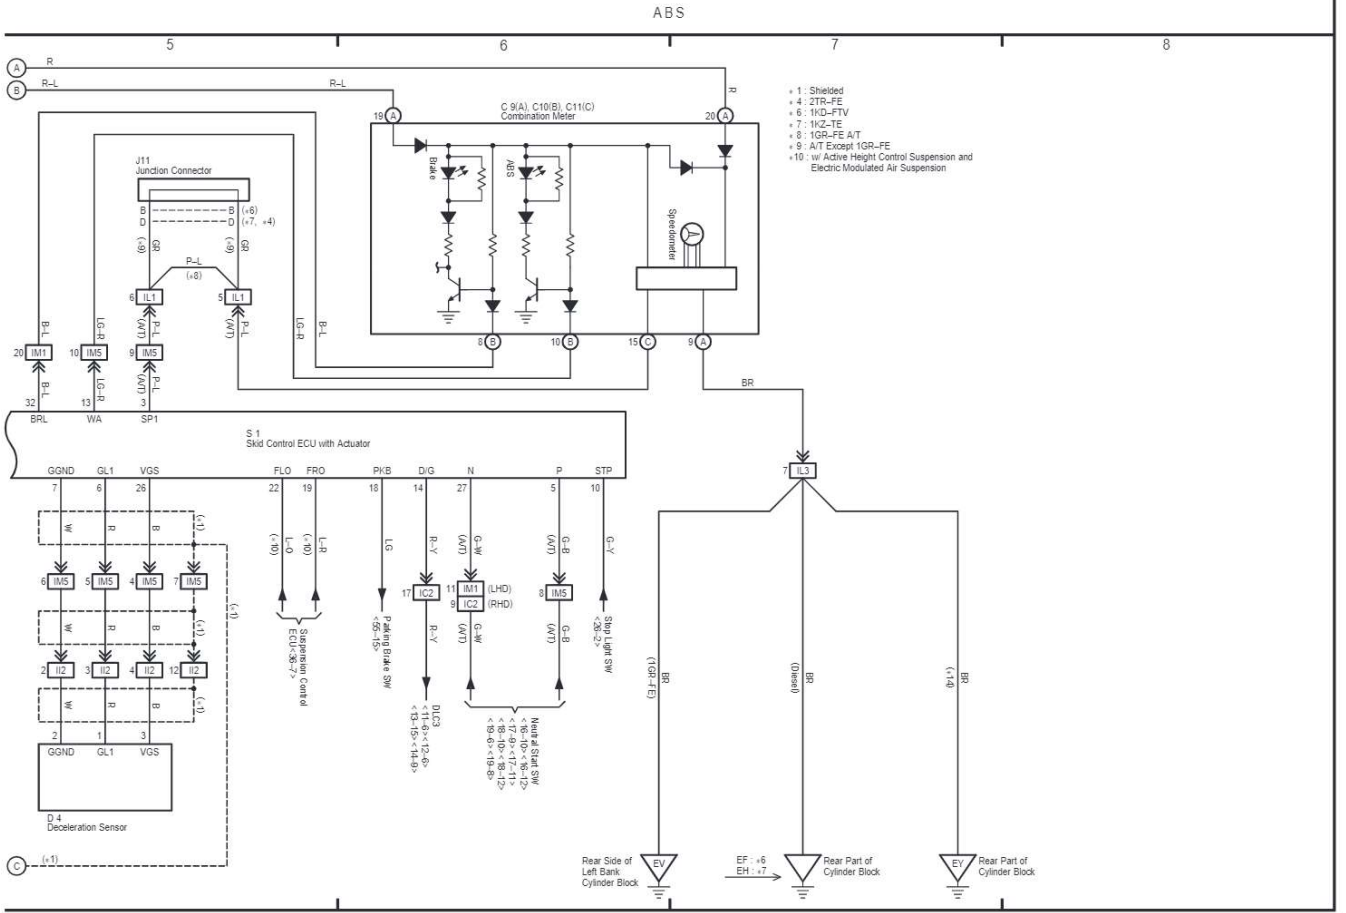 ABS
5 6 7 8
A R
B R–L R–L R
19 A C 9(A), C10(B), C11(C) 20 A
Combination Meter
∗ 1 : Shielded
∗ 4 : 2TR–FE
∗ 6 : 1KD–FTV
∗ 7 : 1KZ–TE
∗ 8 : 1GR–FE A/T
∗ 9 : A/T Except 1GR–FE
∗10 : w/ Active Height Control Suspension and
Electric Modulated Air Suspension
Brake ABS Speedometer
J11
Junction Connector
B B (∗6)
D D (∗7, ∗4)
(∗9) GR (∗9) GR
P–L
(∗8)
6 IL1 5 IL1
B–L LG–R (A/T) P–L (A/T) P–L LG–R B–L
8 B 10 B 15 C 9 A
20 IM1 10 IM5 9 IM5
B–L LG–R (A/T) P–L BR
32 13 3
BRL WA SP1
S 1
Skid Control ECU with Actuator
GGND GL1 VGS FLO FRO PKB D/G N P STP
7 6 26 22 19 18 14 27 5 10
7 IL3
W R B (∗1) (∗10) L–O (∗10) L–R LG R–Y (A/T) G–W (A/T) G–B G–Y
6 IM5 5 IM5 4 IM5 7 IM5
17 IC2 11 IM1 (LHD) 8 IM5
9 IC2 (RHD)
W R B (∗1) (∗1) R–Y (A/T) G–W (A/T) G–B
Suspension Control
ECU<36–7>
Parking Brake SW
<55–15>
Stop Light SW
<26–2>
2 II2 3 II2 4 II2 12 II2
(1GR–FE) BR (Diesel) BR (∗14) BR
W R B (∗1)
DLC3
<11–6><12–6>
<13–15><14–9>
Neutral Start SW
<16–10><16–12>
<17–9><17–11>
<18–10><18–12>
<19–6><19–8>
2 1 3
GGND GL1 VGS
D 4
Deceleration Sensor
C (∗1)
Rear Side of
Left Bank
Cylinder Block
EV
EF : ∗6
EH : ∗7
Rear Part of
Cylinder Block
EY
Rear Part of
Cylinder Block